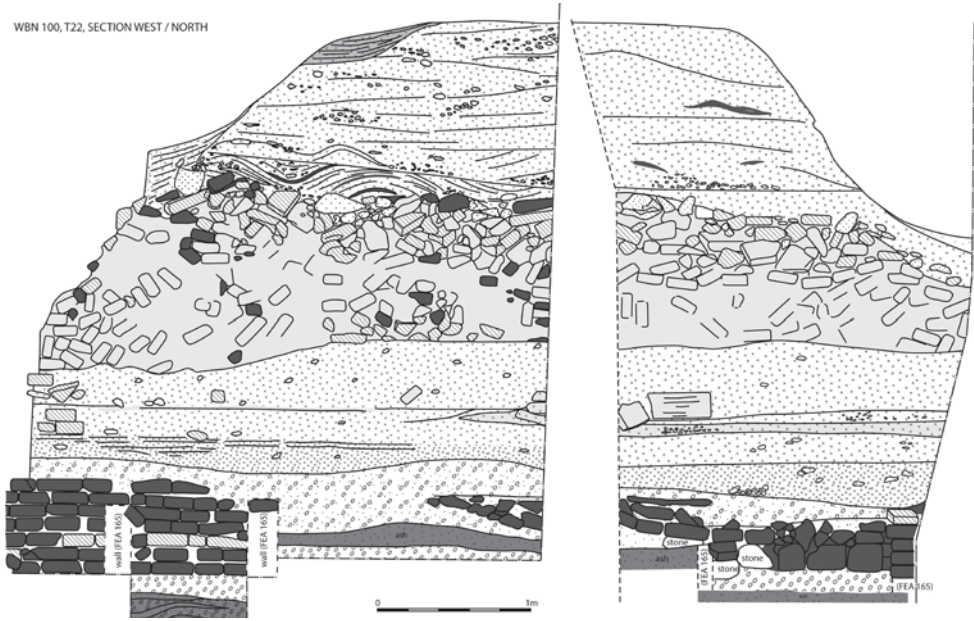 WBN 100, T22, SECTION WEST / NORTH
wall (FEA 165)
wall (FEA 165)
ash
stone
ash
(FEA 165)
stone
stone
(FEA 165)
0
1m